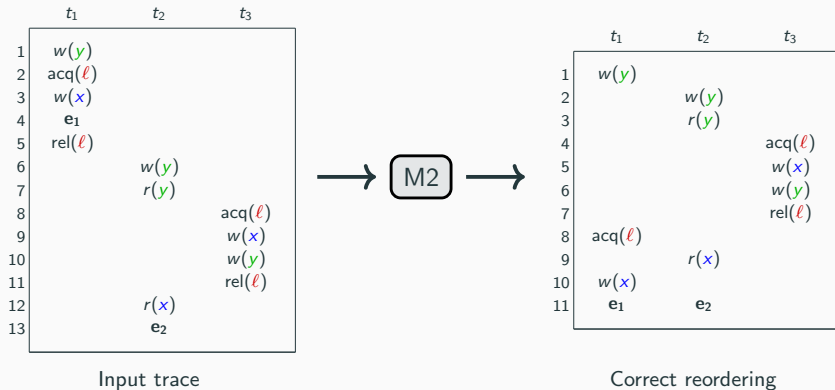 t₁ t₂ t₃
1 w(y)
2 acq(ℓ)
3 w(x)
4 e₁
5 rel(ℓ)
6 w(y)
7 r(y)
8 acq(ℓ)
9 w(x)
10 w(y)
11 rel(ℓ)
12 r(x)
13 e₂
Input trace
M2
t₁ t₂ t₃
1 w(y)
2 w(y)
3 r(y)
4 acq(ℓ)
5 w(x)
6 w(y)
7 rel(ℓ)
8 acq(ℓ)
9 r(x)
10 w(x)
11 e₁ e₂
Correct reordering